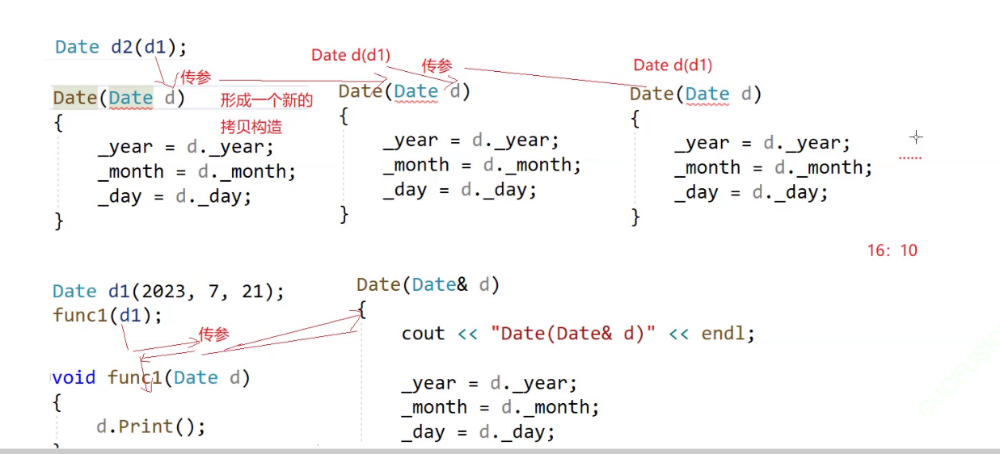 Date d2(d1);
传参
Date(Date d)
形成一个新的
拷贝构造
{
_year = d._year;
_month = d._month;
_day = d._day;
}
Date d(d1)
传参
Date(Date d)
{
_year = d._year;
_month = d._month;
_day = d._day;
}
Date d(d1)
Date(Date d)
{
_year = d._year;
_month = d._month;
_day = d._day;
}
......
16：10
Date d1(2023, 7, 21);
func1(d1);
传参
void func1(Date d)
{
d.Print();
Date(Date& d)
{
cout << "Date(Date& d)" << endl;
_year = d._year;
_month = d._month;
_day = d._day;